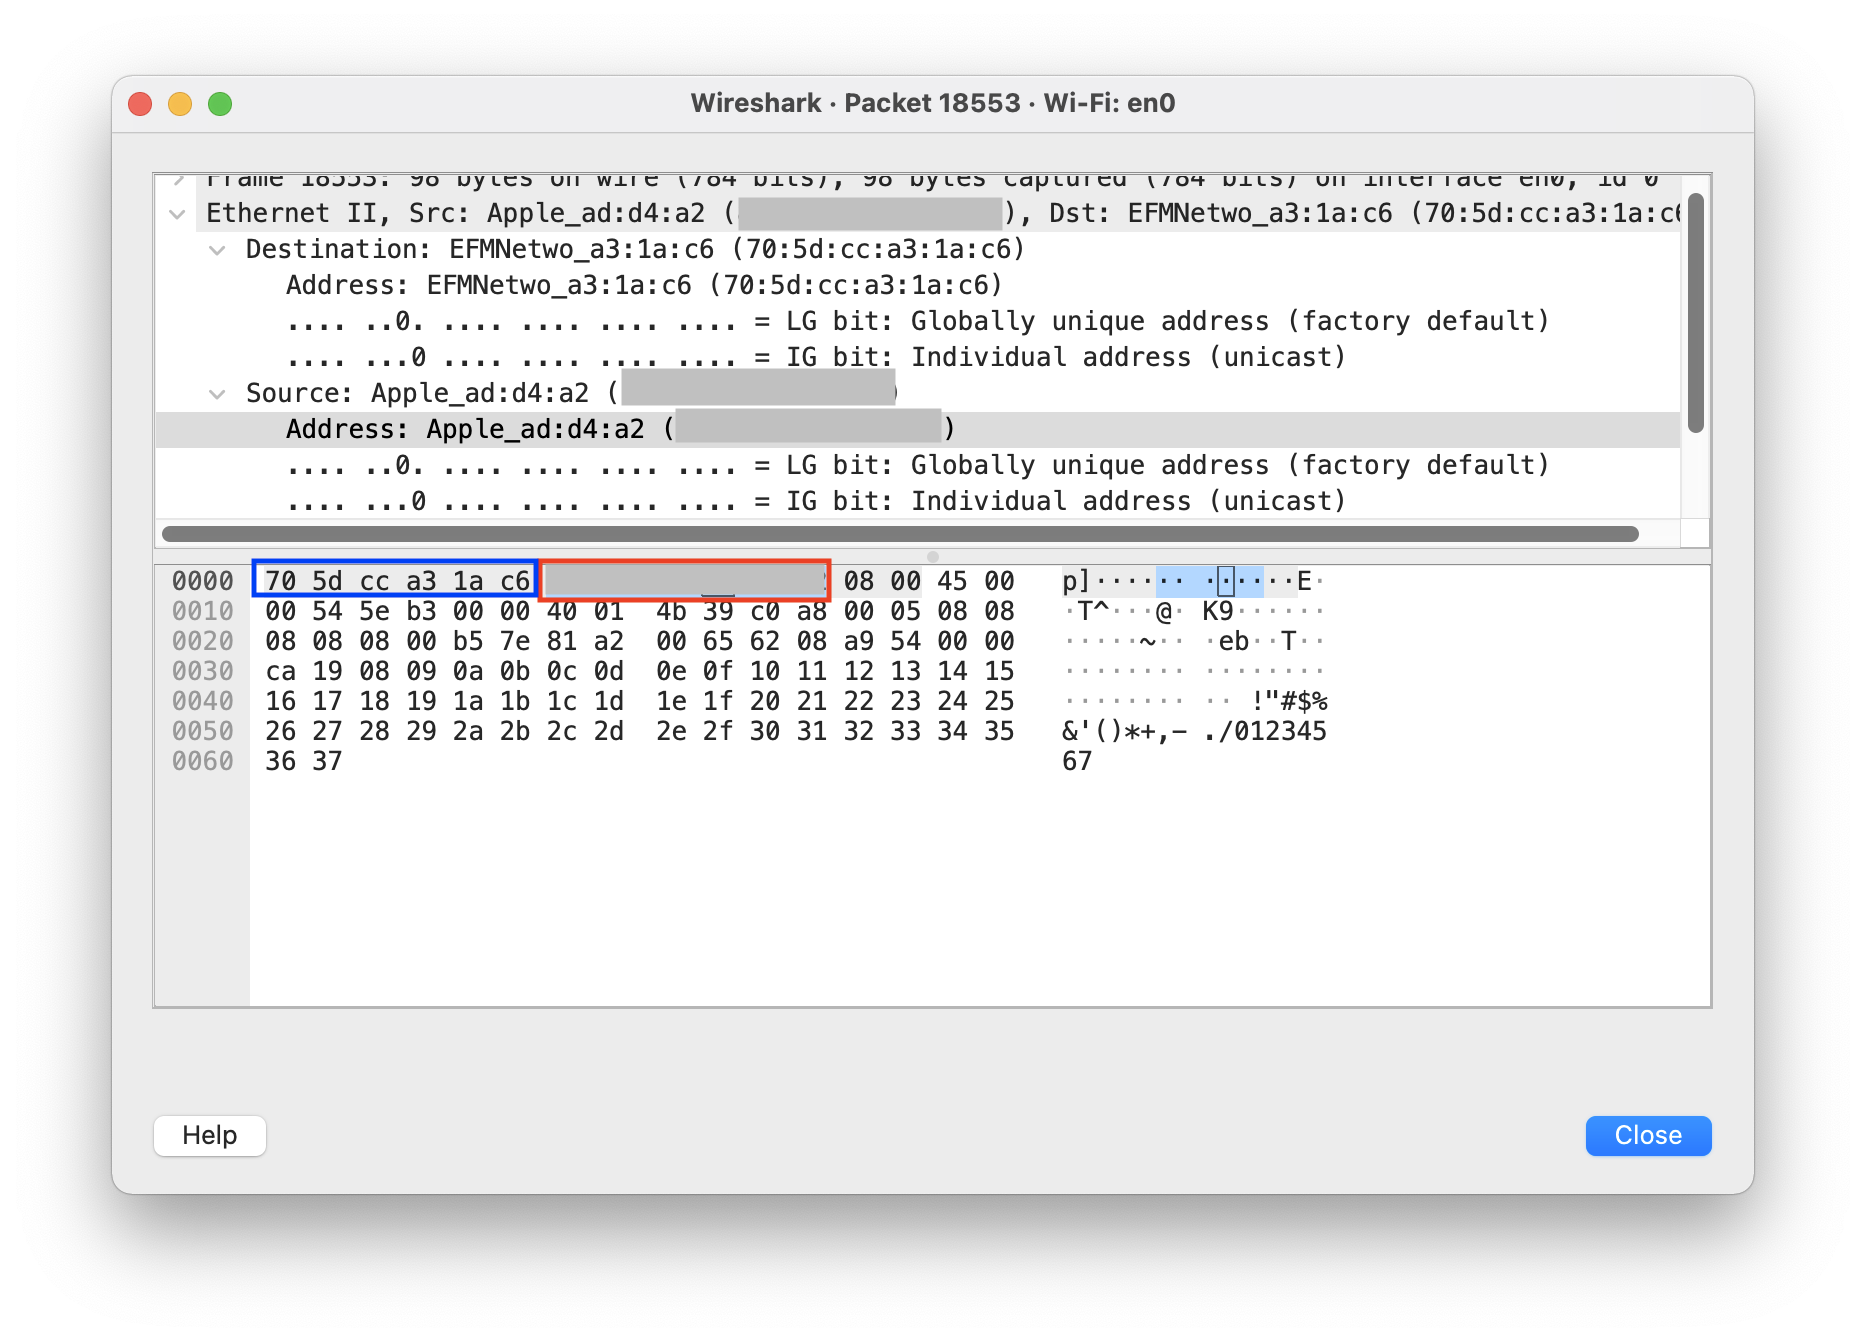 Wireshark · Packet 18553 · Wi-Fi: en0
Frame 18553: 98 bytes on wire (784 bits), 98 bytes captured (784 bits) on interface en0, id 0
Ethernet II, Src: Apple_ad:d4:a2 ( ), Dst: EFMNetwo_a3:1a:c6 (70:5d:cc:a3:1a:c6
Destination: EFMNetwo_a3:1a:c6 (70:5d:cc:a3:1a:c6)
Address: EFMNetwo_a3:1a:c6 (70:5d:cc:a3:1a:c6)
.... ..0. .... .... .... .... = LG bit: Globally unique address (factory default)
.... ...0 .... .... .... .... = IG bit: Individual address (unicast)
Source: Apple_ad:d4:a2 ( )
Address: Apple_ad:d4:a2 ( )
.... ..0. .... .... .... .... = LG bit: Globally unique address (factory default)
.... ...0 .... .... .... .... = IG bit: Individual address (unicast)
0000 70 5d cc a3 1a c6 08 00 45 00 p]······ ······E·
0010 00 54 5e b3 00 00 40 01 4b 39 c0 a8 00 05 08 08 ·T^···@· K9······
0020 08 08 08 00 b5 7e 81 a2 00 65 62 08 a9 54 00 00 ·····~·· ·eb··T··
0030 ca 19 08 09 0a 0b 0c 0d 0e 0f 10 11 12 13 14 15 ········ ········
0040 16 17 18 19 1a 1b 1c 1d 1e 1f 20 21 22 23 24 25 ········ ·· !"#$%
0050 26 27 28 29 2a 2b 2c 2d 2e 2f 30 31 32 33 34 35 &'()*+,- ./012345
0060 36 37 67
Help
Close